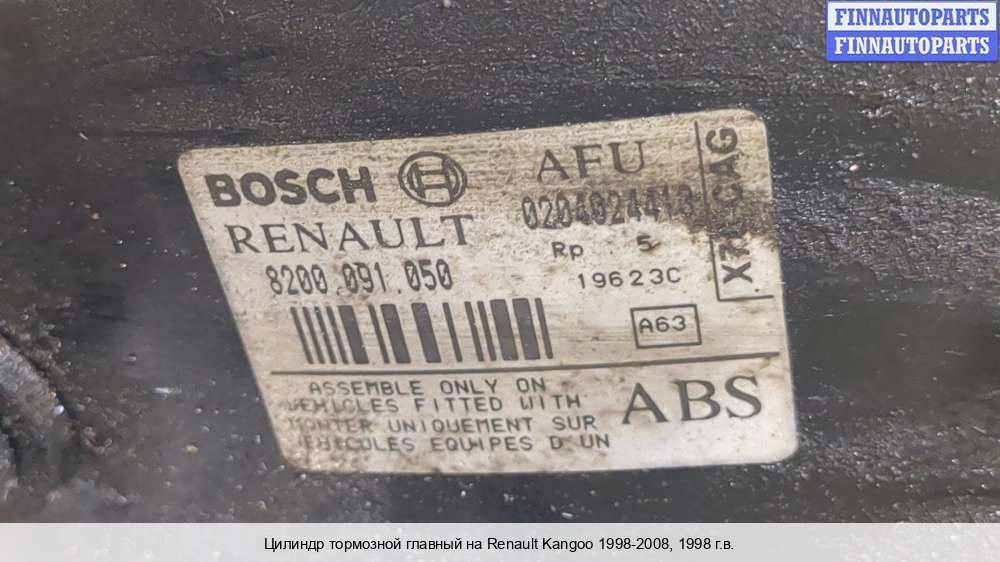 FINNAUTOPARTS
FINNAUTOPARTS
BOSCH AFU
0204024413
RENAULT
Rp 5
8200 091.050
19623C
A63
ASSEMBLE ONLY ON
VEHICLES FITTED WITH
MONTER UNIQUEMENT SUR
VEHICULES EQUIPES D'UN
ABS
Цилиндр тормозной главный на Renault Kangoo 1998-2008, 1998 г.в.